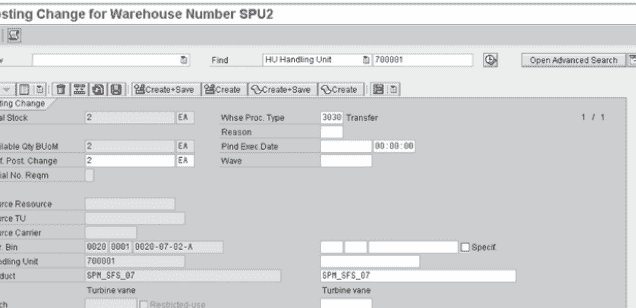 osting Change for Warehouse Number SPU2
Find HU Handling Unit 700001 Open Advanced Search
Create+Save Create Create+Save Create
ting Change
al Stock 2 EA Whse Proc. Type 3030 Transfer 1 / 1
Reason
ilable Qty BUoM 2 EA Plnd Exec.Date 00:00:00
f. Post. Change 2 EA Wave
ial No. Reqm
rce Resource
rce TU
rce Carrier
r. Bin 0020 0001 0020-07-02-A Specif.
dling Unit 700001
duct SPM_SFS_07 SPM_SFS_07
Turbine vane Turbine vane
ch Restricted-use